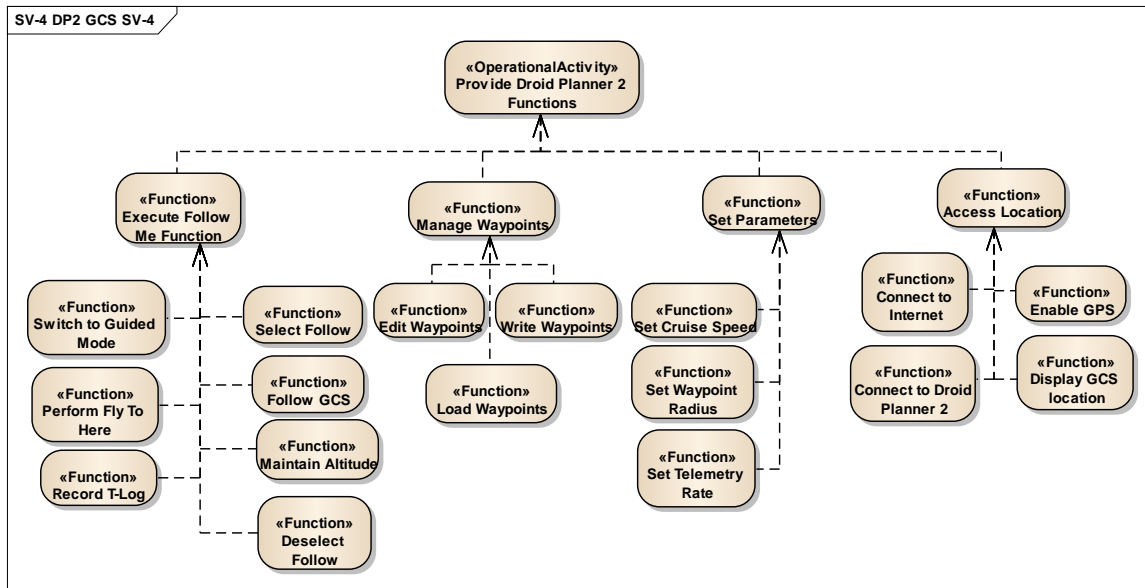 SV-4 DP2 GCS SV-4
«OperationalActivity»
Provide Droid Planner 2
Functions
«Function»
Execute Follow
Me Function
«Function»
Manage Waypoints
«Function»
Set Parameters
«Function»
Access Location
«Function»
Switch to Guided
Mode
«Function»
Select Follow
«Function»
Perform Fly To
Here
«Function»
Follow GCS
«Function»
Record T-Log
«Function»
Maintain Altitude
«Function»
Deselect
Follow
«Function»
Edit Waypoints
«Function»
Write Waypoints
«Function»
Load Waypoints
«Function»
Set Cruise Speed
«Function»
Set Waypoint
Radius
«Function»
Set Telemetry
Rate
«Function»
Connect to
Internet
«Function»
Enable GPS
«Function»
Connect to Droid
Planner 2
«Function»
Display GCS
location